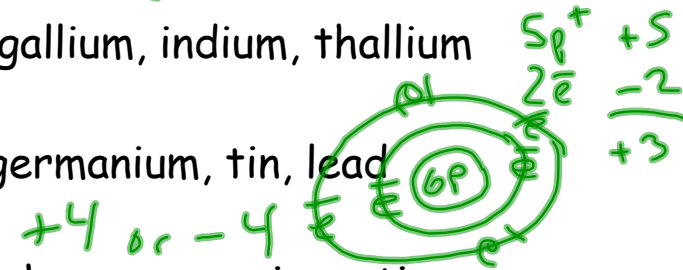 gallium, indium, thallium
5p⁺ +5
2e̅ -2
+3
germanium, tin, lead
6P
+4 or -4